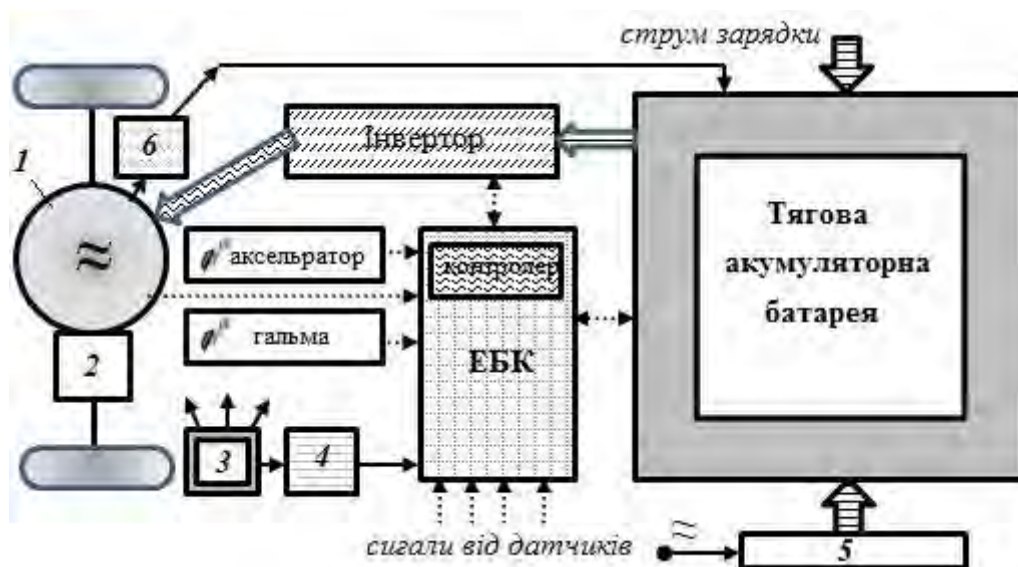 струм зарядки
6
Інвертор
1
≈
Тягова
акумуляторна
батарея
аксельратор
контролер
гальма
ЕБК
2
3
4
сигали від датчиків
≈
5